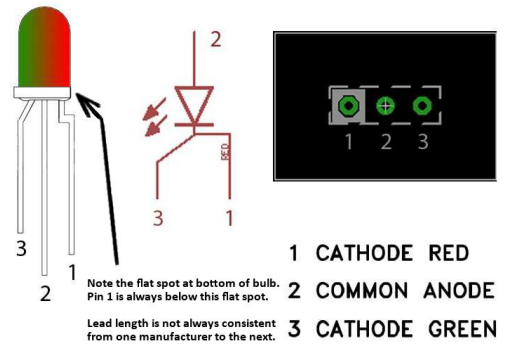 2
RED
3
1
1 2 3
3
2
1
Note the flat spot at bottom of bulb.
Pin 1 is always below this flat spot.
Lead length is not always consistent
from one manufacturer to the next.
1 CATHODE RED
2 COMMON ANODE
3 CATHODE GREEN